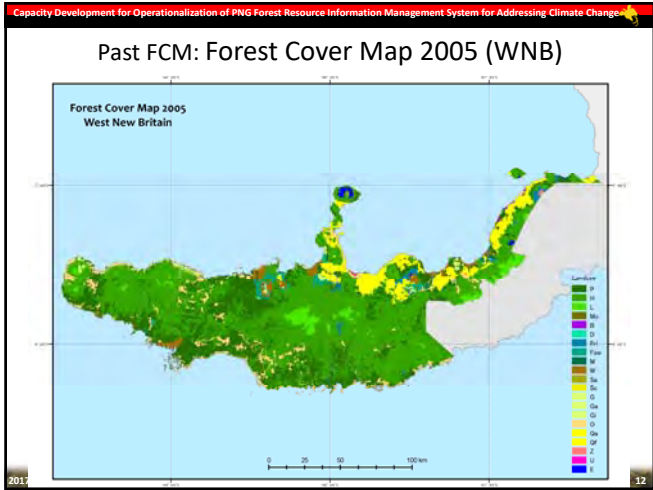 Capacity Development for Operationalization of PNG Forest Resource Information Management System for Addressing Climate Change
Past FCM: Forest Cover Map 2005 (WNB)
Forest Cover Map 2005
West New Britain
P
H
L
Mo
B
D
Fri
Fsw
M
W
Sa
Sc
G
Ga
Gi
O
Qa
Qf
Z
U
E
0 25 50 100 km
2017
12